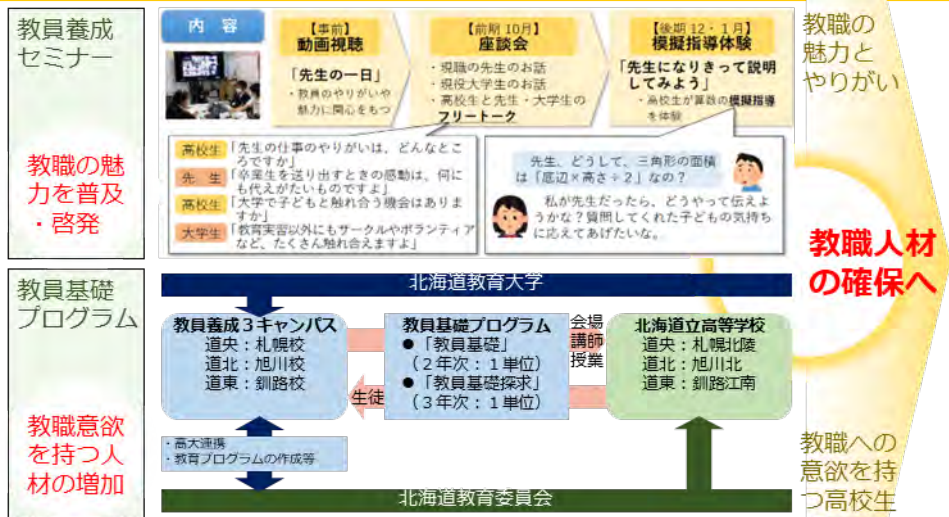 教員養成
セミナー
教職の魅
力を普及
・啓発
内　容
【事前】
動画視聴
「先生の一日」
・教員のやりがいや
魅力に関心をもつ
【前期10月】
座談会
・現職の先生のお話
・現役大学生のお話
・高校生と先生・大学生の
フリートーク
【後期12・1月】
模擬指導体験
「先生になりきって説明
してみよう」
・高校生が算数の模擬指導
を体験
高校生「先生の仕事のやりがいは、どんなとこ
ろですか」
先　生「卒業生を送り出すときの感動は、何に
も代えがたいものですよ」
高校生「大学で子どもと触れ合う機会はありま
すか」
大学生「教育実習以外にもサークルやボランティア
など、たくさん触れ合えますよ」
先生、どうして、三角形の面積
は「底辺×高さ÷2」なの？
私が先生だったら、どうやって伝えよ
うかな？質問してくれた子どもの気持ち
に応えてあげたいな。
教職の
魅力と
やりがい
教職人材
の確保へ
教員基礎
プログラム
教職意欲
を持つ人
材の増加
北海道教育大学
教員養成３キャンパス
道央：札幌校
道北：旭川校
道東：釧路校
教員基礎プログラム
●「教員基礎」
（２年次：１単位）
●「教員基礎探求」
（３年次：１単位）
会場
講師
授業
生徒
北海道立高等学校
道央：札幌北陵
道北：旭川北
道東：釧路江南
・高大連携
・教育プログラムの作成等
北海道教育委員会
教職への
意欲を持
つ高校生